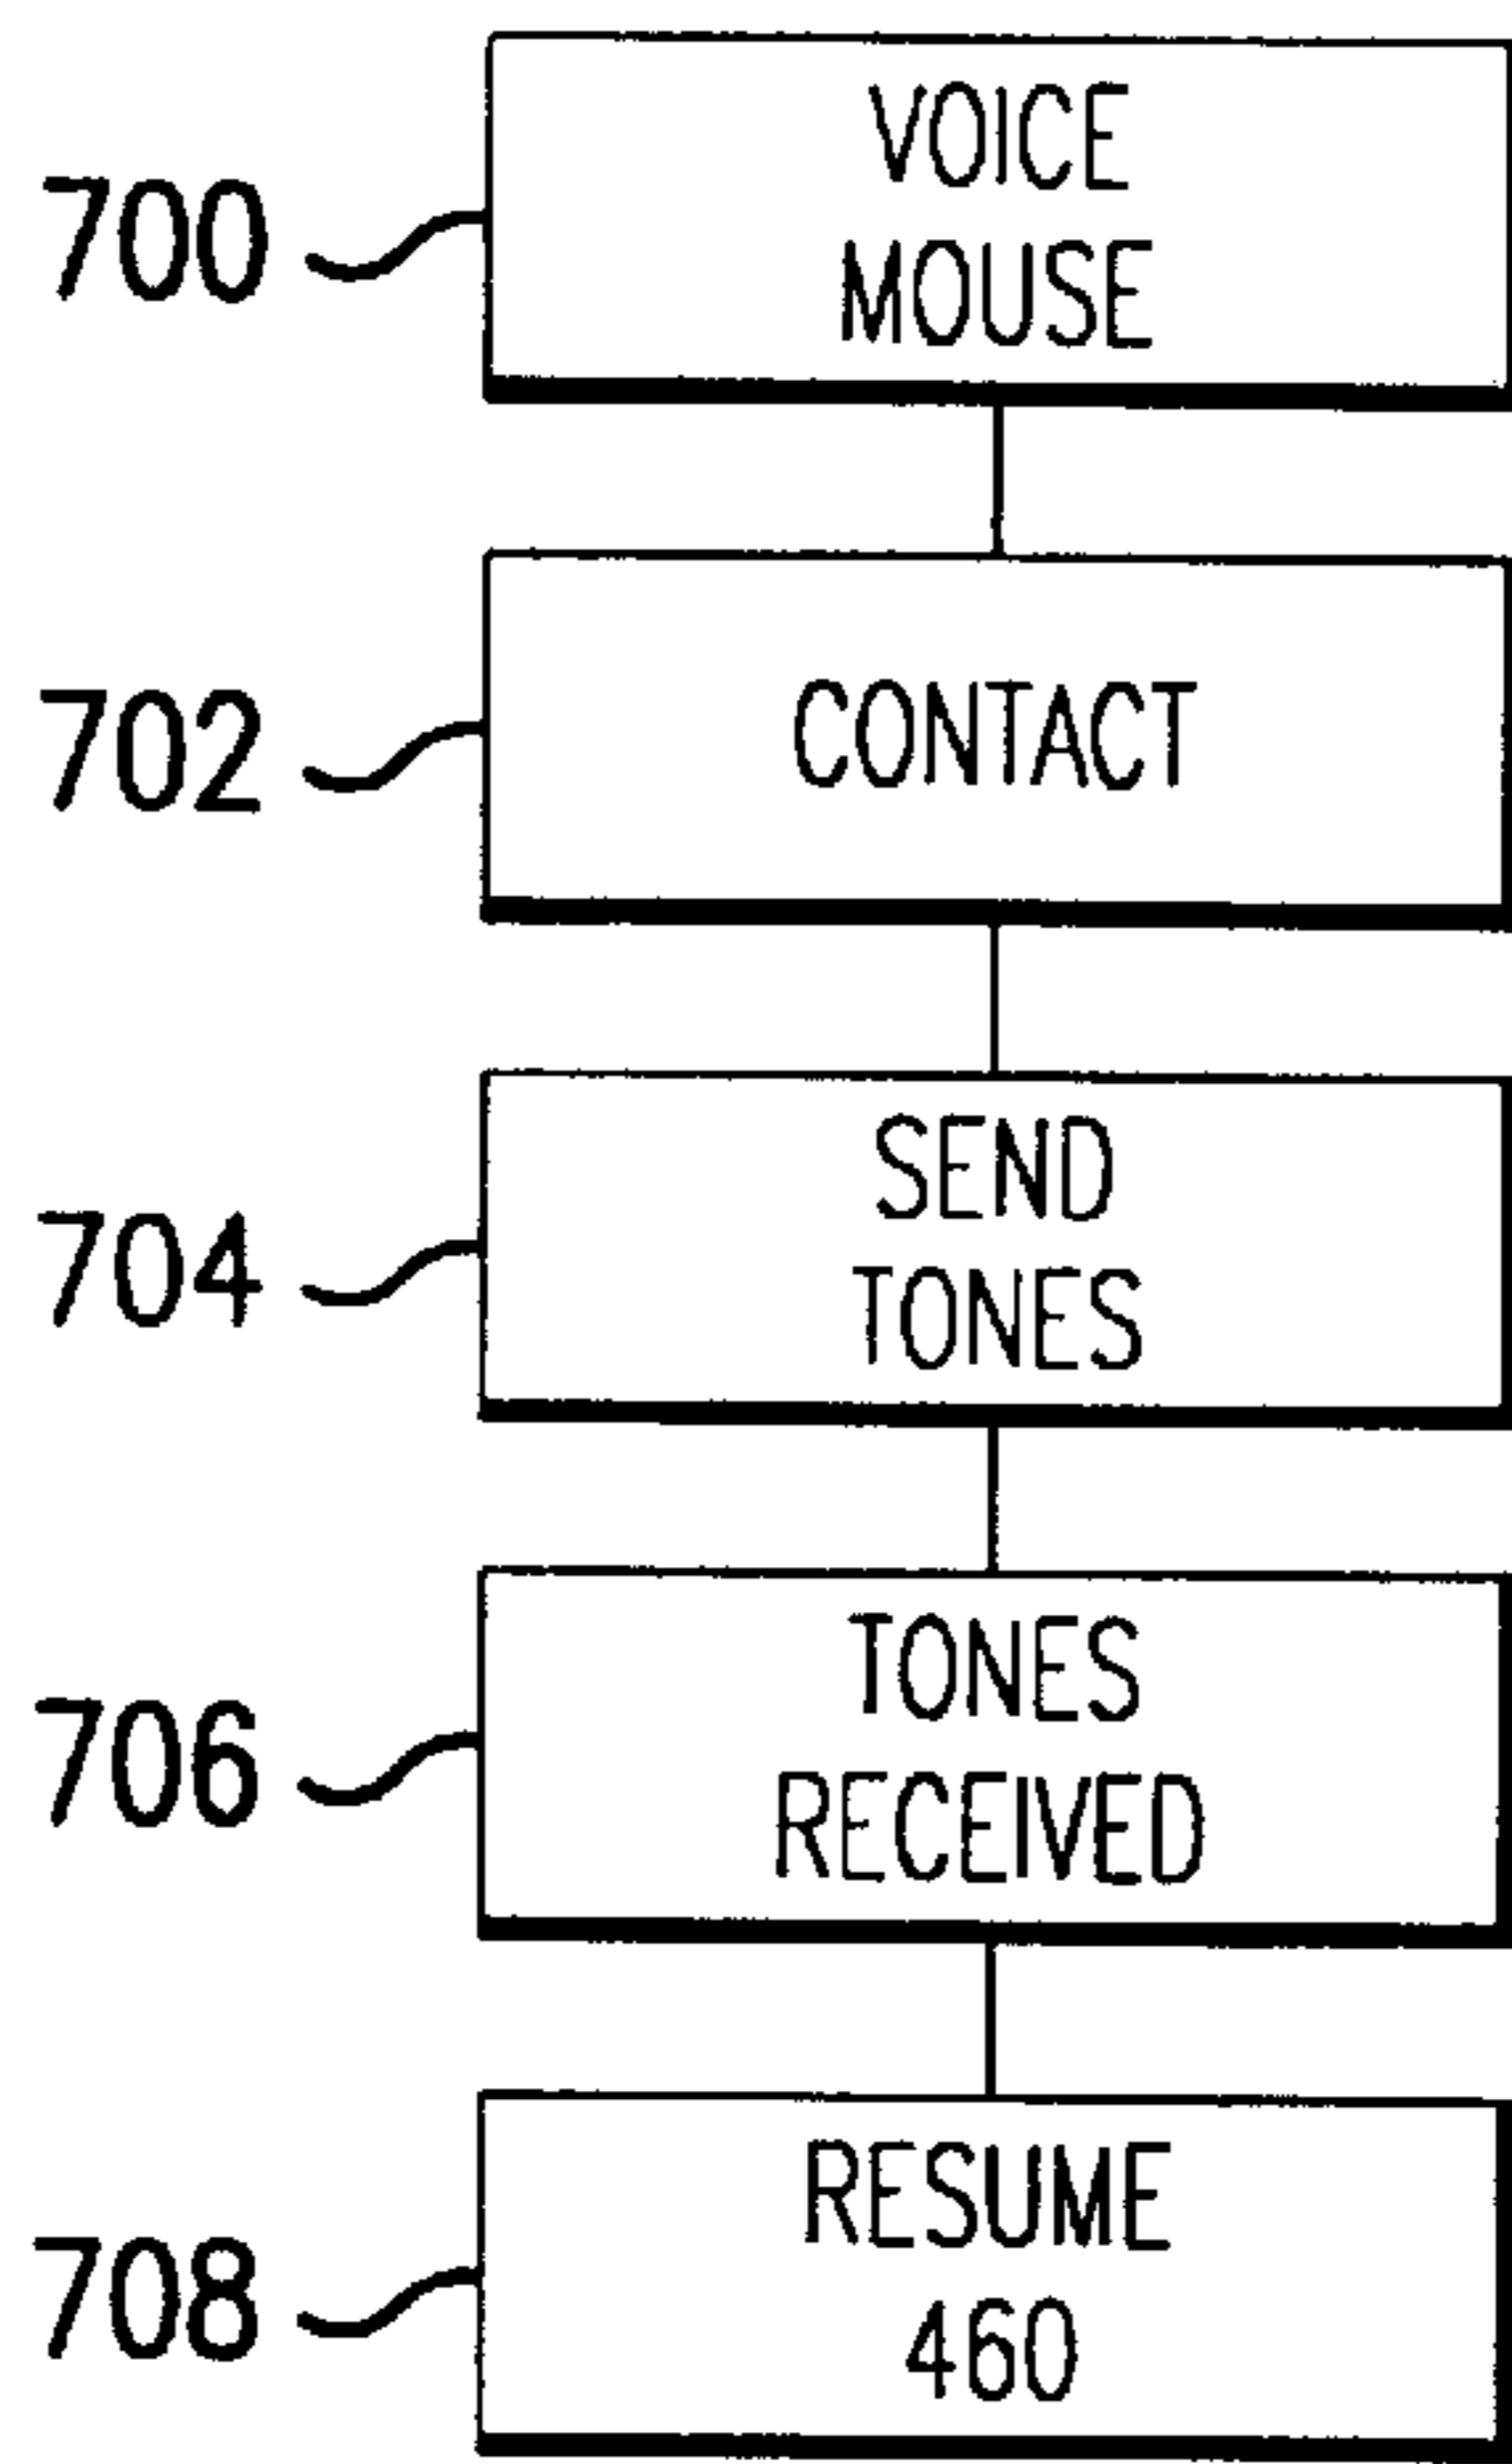 700
VOICE
MOUSE
702
CONTACT
704
SEND
TONES
706
TONES
RECEIVED
708
RESUME
460